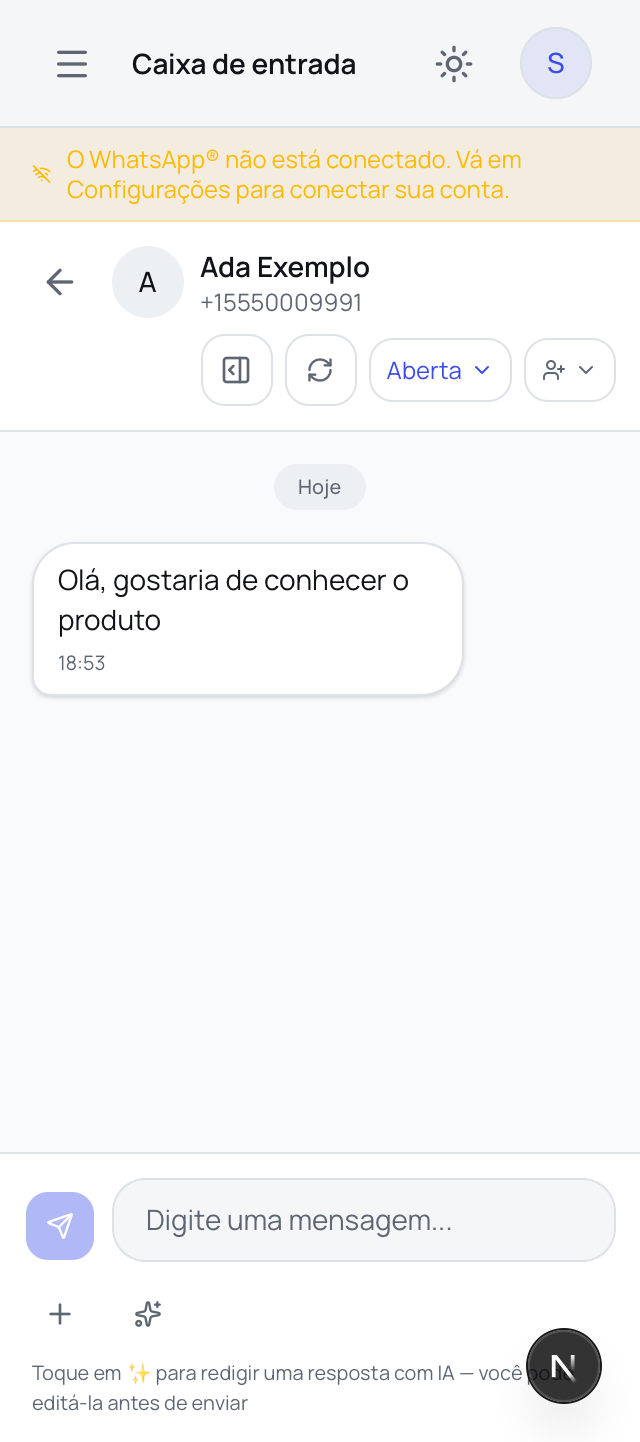 Caixa de entrada
S
O WhatsApp® não está conectado. Vá em
Configurações para conectar sua conta.
A
Ada Exemplo
+15550009991
Aberta
Hoje
Olá, gostaria de conhecer o
produto
18:53
Digite uma mensagem...
Toque em ✨ para redigir uma resposta com IA — você pode
editá-la antes de enviar
N